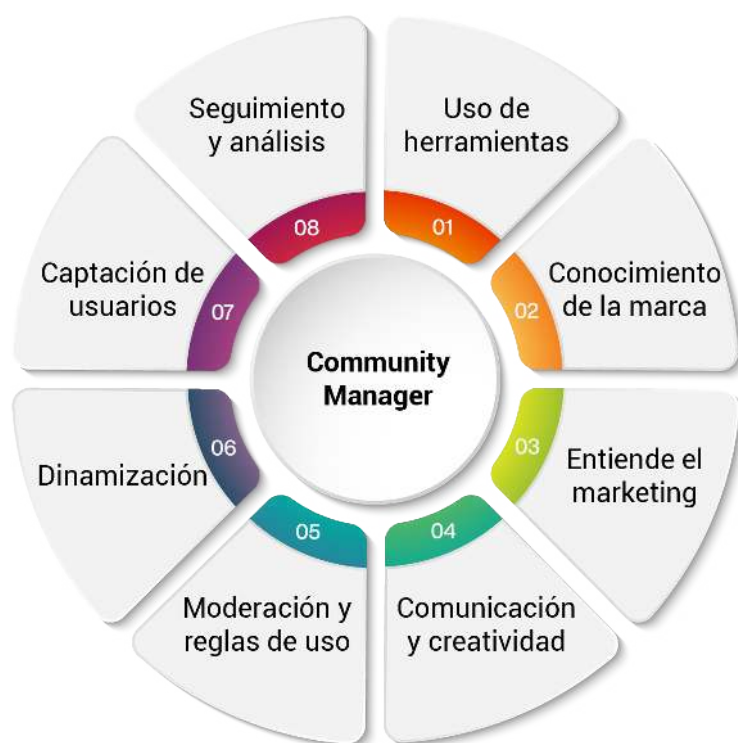 Community
Manager
01
Uso de
herramientas
02
Conocimiento
de la marca
03
Entiende el
marketing
04
Comunicación
y creatividad
05
Moderación y
reglas de uso
06
Dinamización
07
Captación de
usuarios
08
Seguimiento
y análisis